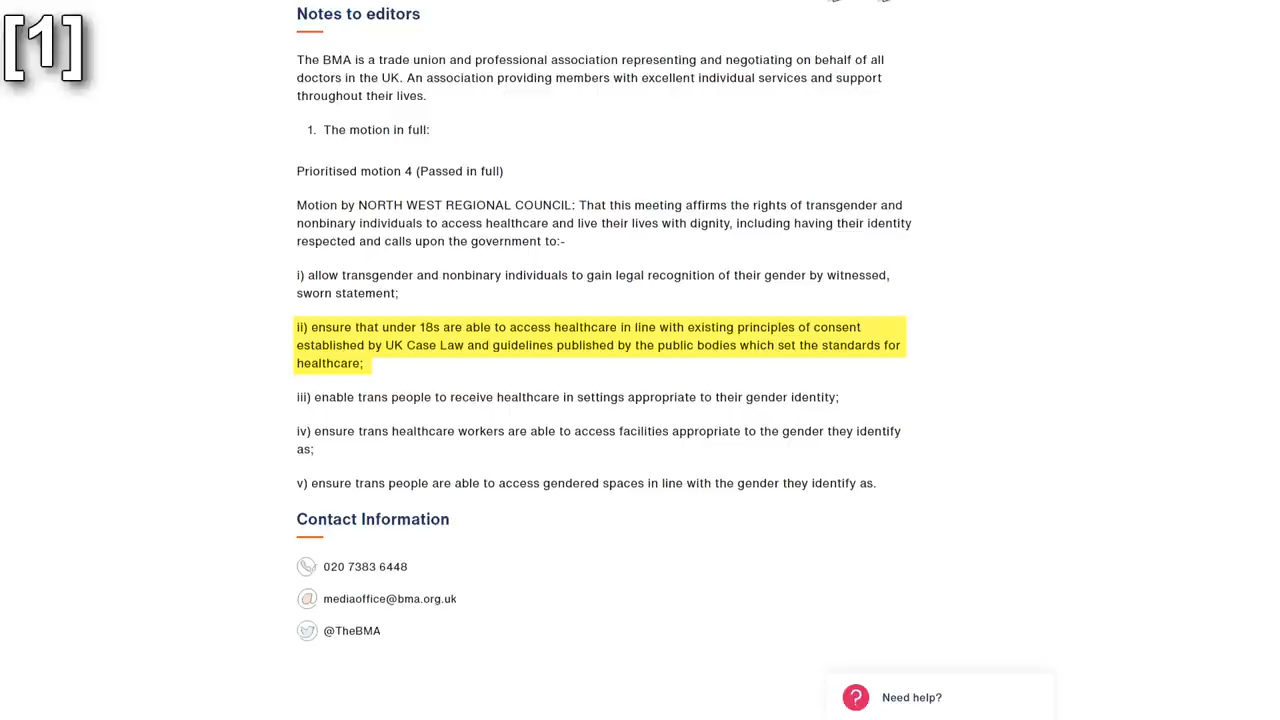 [1]
Notes to editors
The BMA is a trade union and professional association representing and negotiating on behalf of all
doctors in the UK. An association providing members with excellent individual services and support
throughout their lives.
1. The motion in full:
Prioritised motion 4 (Passed in full)
Motion by NORTH WEST REGIONAL COUNCIL: That this meeting affirms the rights of transgender and
nonbinary individuals to access healthcare and live their lives with dignity, including having their identity
respected and calls upon the government to:-
i) allow transgender and nonbinary individuals to gain legal recognition of their gender by witnessed,
sworn statement;
ii) ensure that under 18s are able to access healthcare in line with existing principles of consent
established by UK Case Law and guidelines published by the public bodies which set the standards for
healthcare;
iii) enable trans people to receive healthcare in settings appropriate to their gender identity;
iv) ensure trans healthcare workers are able to access facilities appropriate to the gender they identify
as;
v) ensure trans people are able to access gendered spaces in line with the gender they identify as.
Contact Information
020 7383 6448
mediaoffice@bma.org.uk
@TheBMA
? Need help?